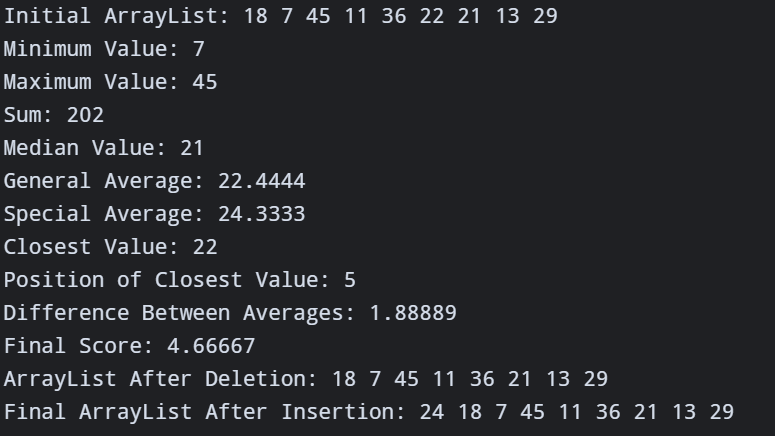 Initial ArrayList: 18 7 45 11 36 22 21 13 29
Minimum Value: 7
Maximum Value: 45
Sum: 202
Median Value: 21
General Average: 22.4444
Special Average: 24.3333
Closest Value: 22
Position of Closest Value: 5
Difference Between Averages: 1.88889
Final Score: 4.66667
ArrayList After Deletion: 18 7 45 11 36 21 13 29
Final ArrayList After Insertion: 24 18 7 45 11 36 21 13 29